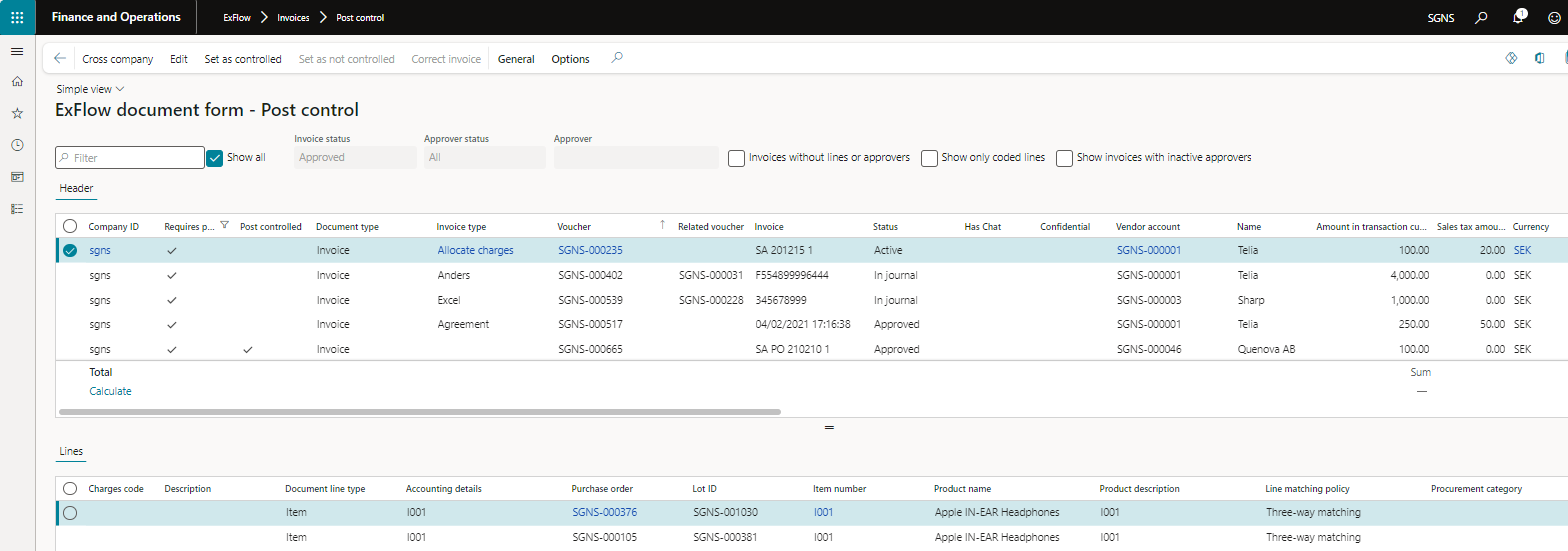 Finance and Operations ExFlow Invoices Post control SGNS 1
Cross company Edit Set as controlled Set as not controlled Correct invoice General Options
Simple view
ExFlow document form - Post control
Invoice status Approver status Approver
Filter Show all Approved All Invoices without lines or approvers Show only coded lines Show invoices with inactive approvers
Header
Company ID Requires p... Post controlled Document type Invoice type Voucher Related voucher Invoice Status Has Chat Confidential Vendor account Name Amount in transaction cu... Sales tax amou... Currency
sgns Invoice Allocate charges SGNS-000235 SA 201215 1 Active SGNS-000001 Telia 100.00 20.00 SEK
sgns Invoice Anders SGNS-000402 SGNS-000031 F554899996444 In journal SGNS-000001 Telia 4,000.00 0.00 SEK
sgns Invoice Excel SGNS-000539 SGNS-000228 345678999 In journal SGNS-000003 Sharp 1,000.00 0.00 SEK
sgns Invoice Agreement SGNS-000517 04/02/2021 17:16:38 Approved SGNS-000001 Telia 250.00 50.00 SEK
sgns Invoice SGNS-000665 SA PO 210210 1 Approved SGNS-000046 Quenova AB 100.00 0.00 SEK
Total Sum
Calculate —
Lines
Charges code Description Document line type Accounting details Purchase order Lot ID Item number Product name Product description Line matching policy Procurement category
Item I001 SGNS-000376 SGNS-001030 I001 Apple IN-EAR Headphones I001 Three-way matching
Item I001 SGNS-000105 SGNS-000381 I001 Apple IN-EAR Headphones I001 Three-way matching